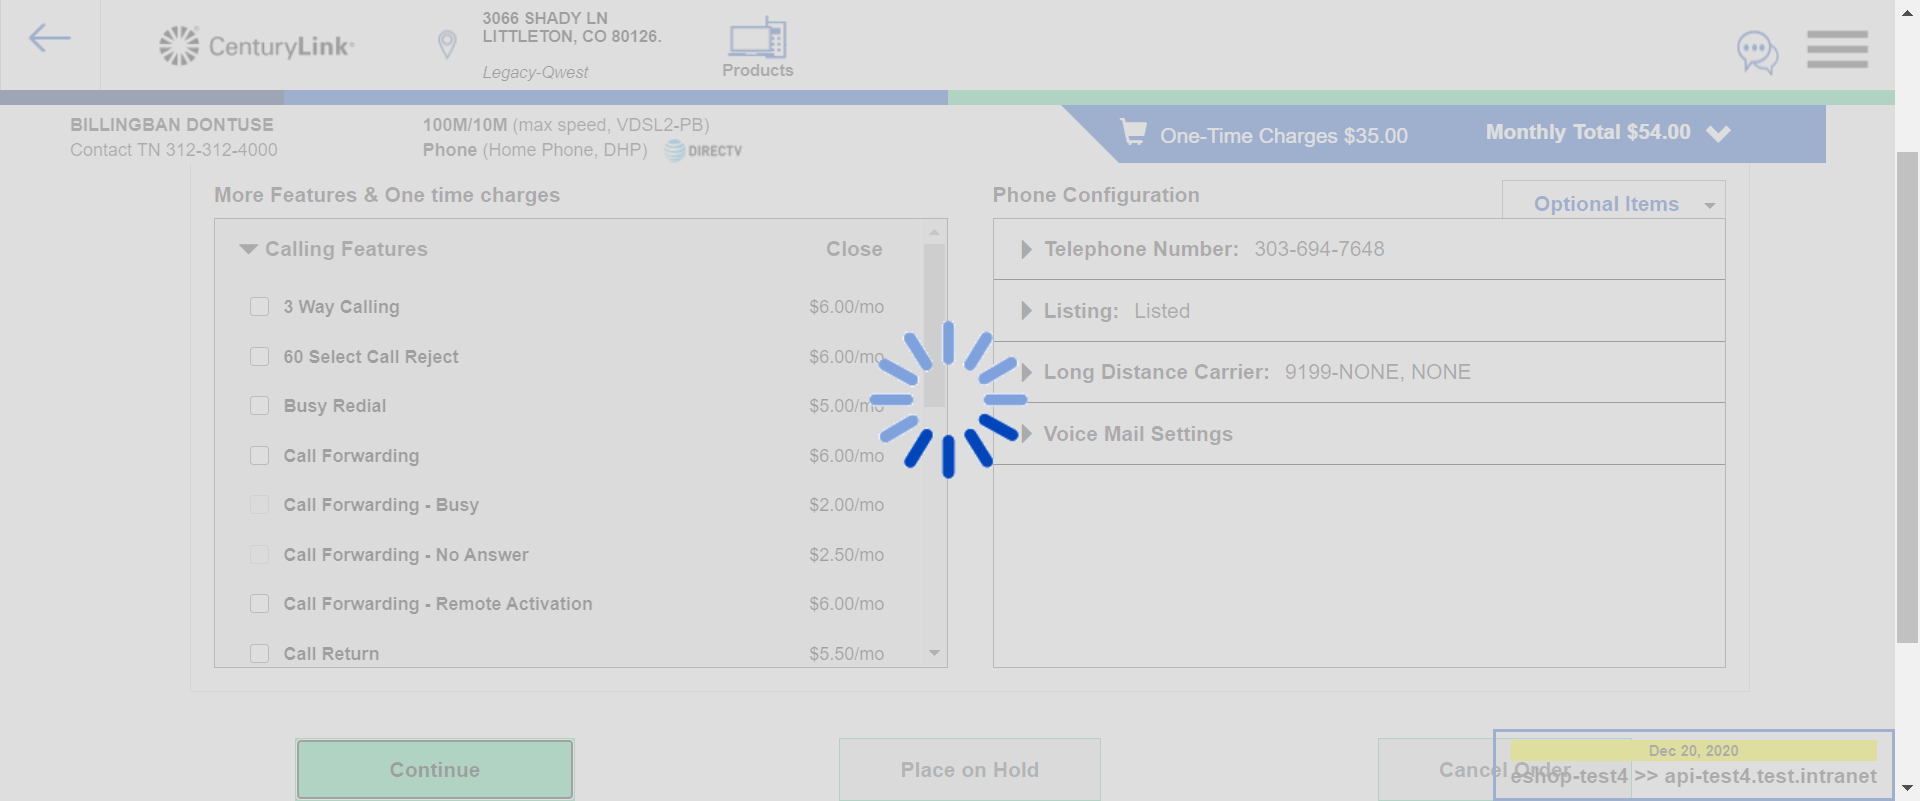 3066 SHADY LN
LITTLETON, CO 80126.
Legacy-Qwest
CenturyLink
Products
BILLINGBAN DONTUSE
Contact TN 312-312-4000
100M/10M (max speed, VDSL2-PB)
Phone (Home Phone, DHP)
AT&T DIRECTV
One-Time Charges $35.00
Monthly Total $54.00
More Features & One time charges
Calling Features Close
3 Way Calling $6.00/mo
60 Select Call Reject $6.00/mo
Busy Redial $5.00/mo
Call Forwarding $6.00/mo
Call Forwarding - Busy $2.00/mo
Call Forwarding - No Answer $2.50/mo
Call Forwarding - Remote Activation $6.00/mo
Call Return $5.50/mo
Phone Configuration
Optional Items
Telephone Number: 303-694-7648
Listing: Listed
Long Distance Carrier: 9199-NONE, NONE
Voice Mail Settings
Continue
Place on Hold
Cancel Order
Dec 20, 2020
eshop-test4 >> api-test4.test.intranet